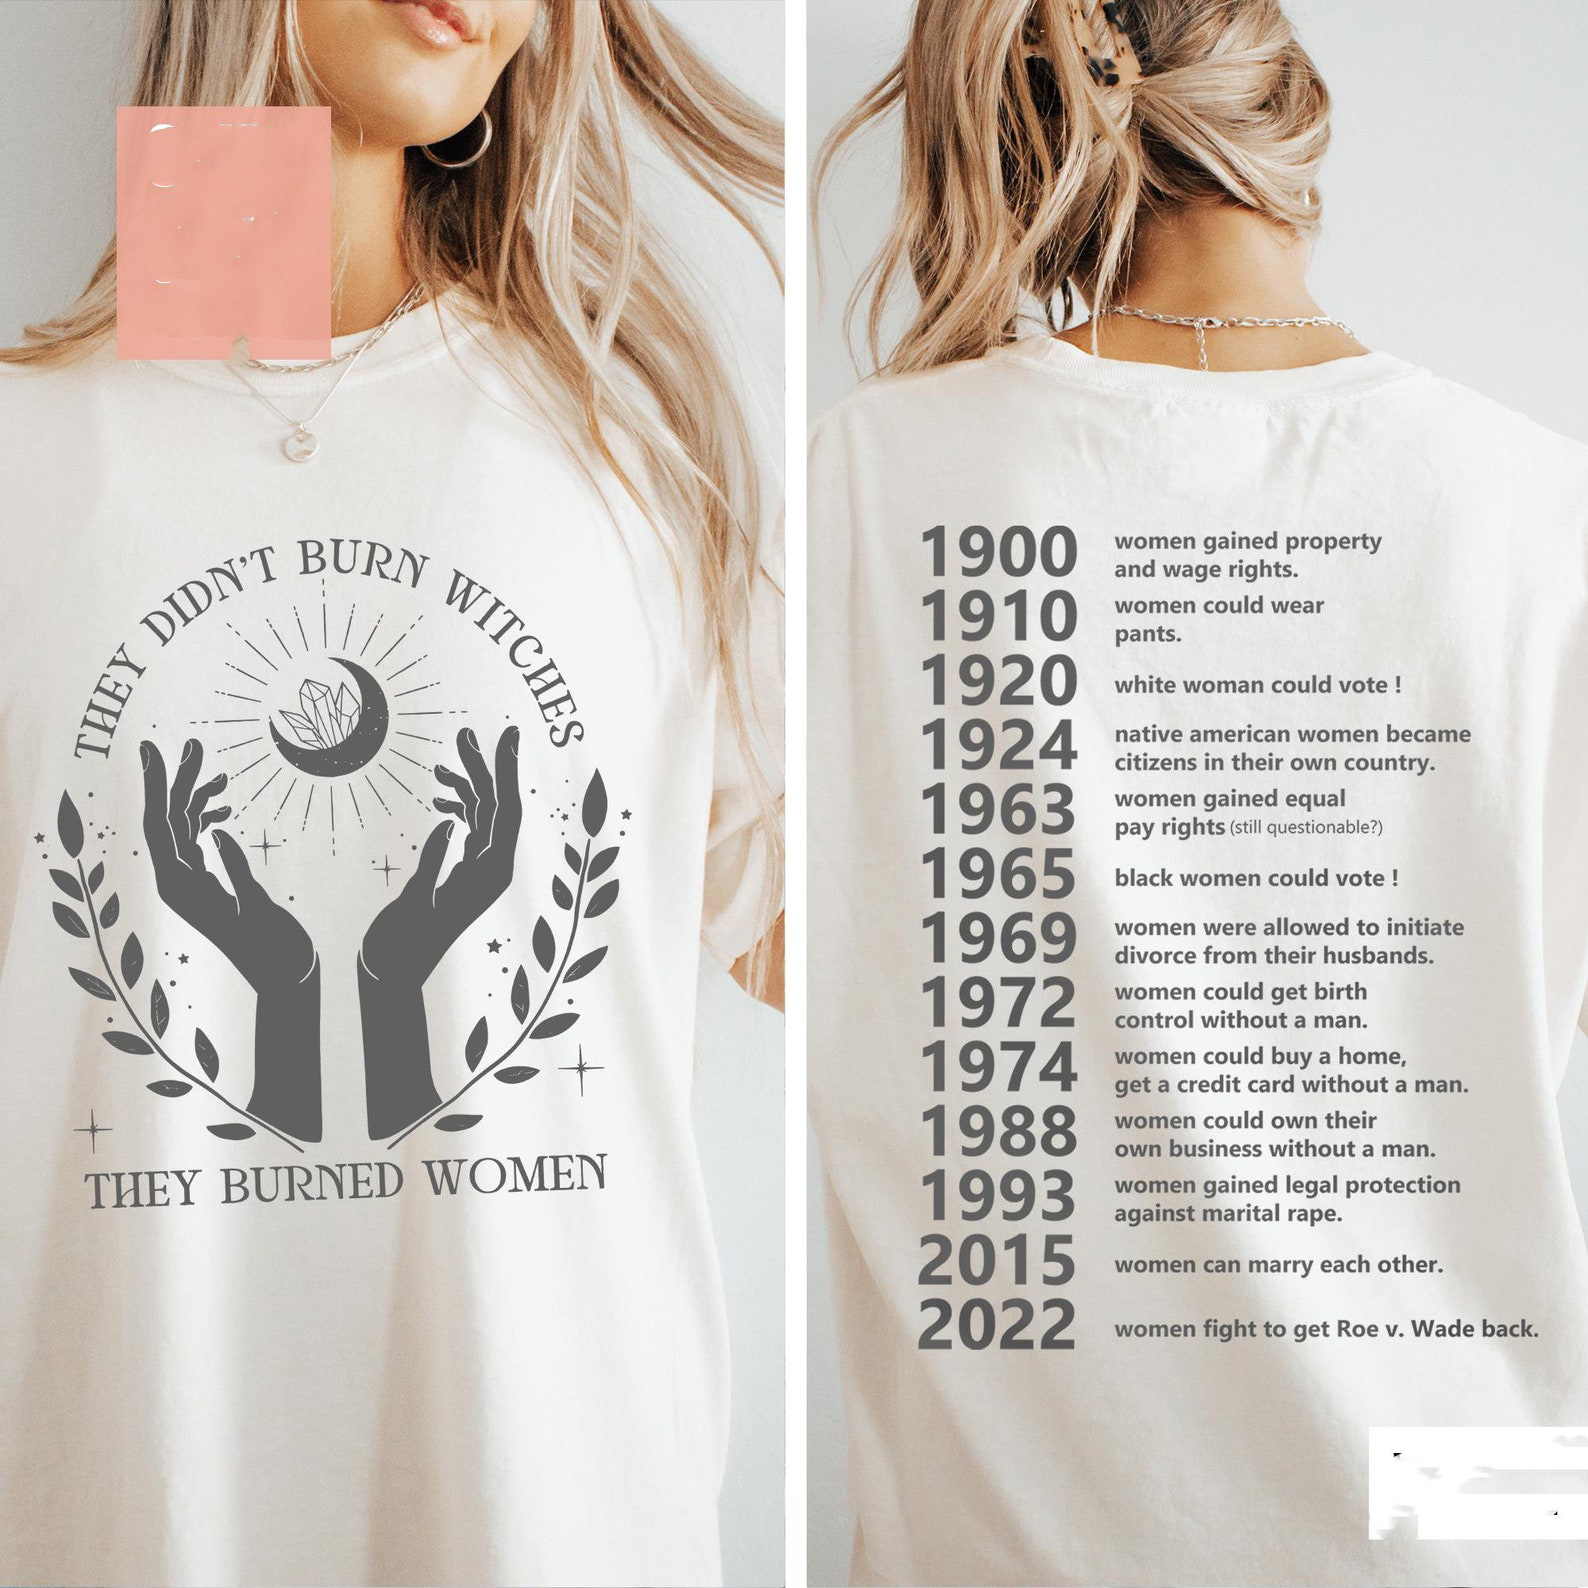 THEY DIDN'T BURN WITCHES
THEY BURNED WOMEN
1900 women gained property
and wage rights.
1910 women could wear
pants.
1920 white woman could vote !
1924 native american women became
citizens in their own country.
1963 women gained equal
pay rights (still questionable?)
1965 black women could vote !
1969 women were allowed to initiate
divorce from their husbands.
1972 women could get birth
control without a man.
1974 women could buy a home,
get a credit card without a man.
1988 women could own their
own business without a man.
1993 women gained legal protection
against marital rape.
2015 women can marry each other.
2022 women fight to get Roe v. Wade back.